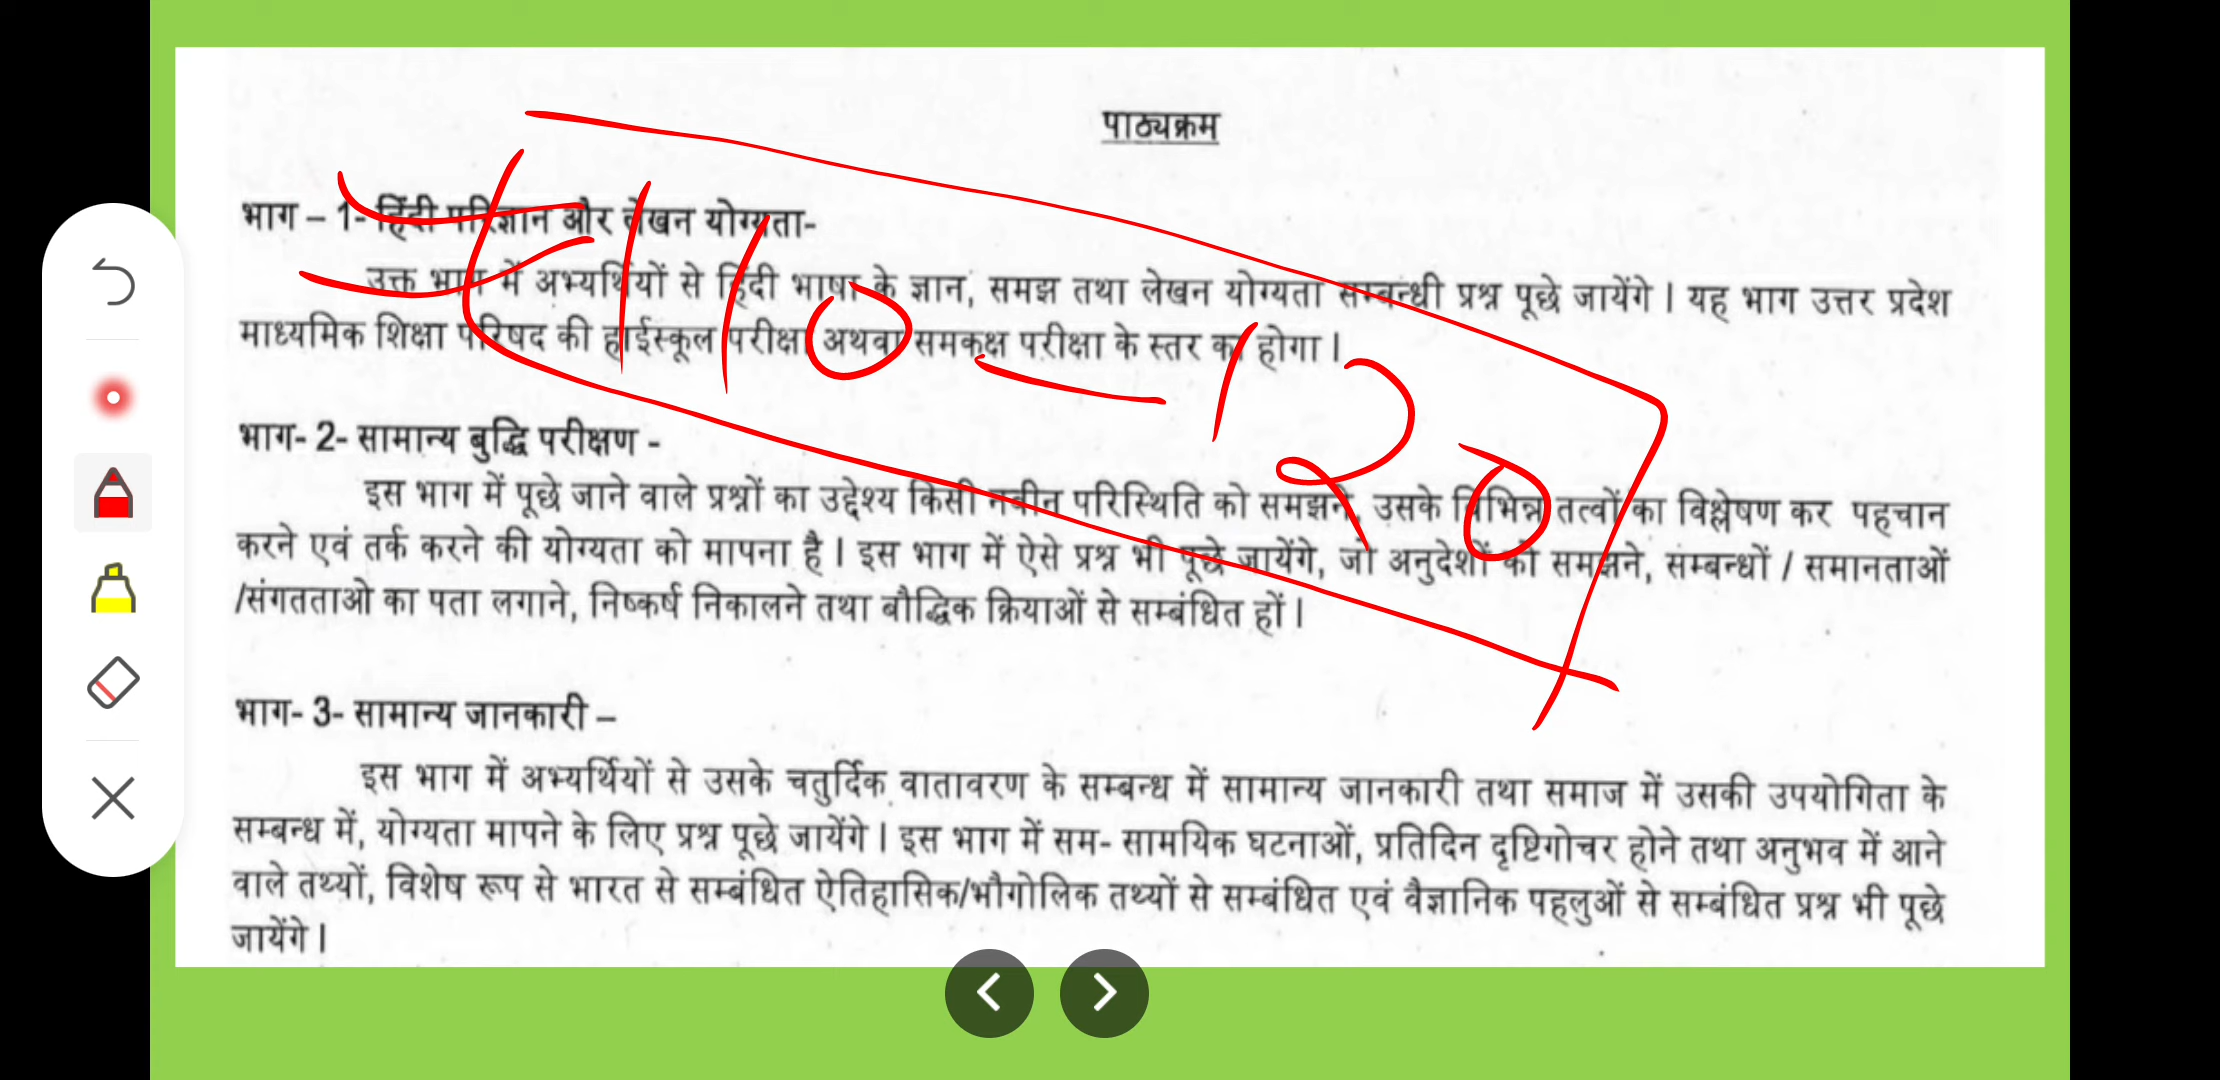 पाठ्यक्रम
भाग – 1- हिंदी परिज्ञान और लेखन योग्यता-
उक्त भाग में अभ्यर्थियों से हिंदी भाषा के ज्ञान, समझ तथा लेखन योग्यता सम्बन्धी प्रश्न पूछे जायेंगे । यह भाग उत्तर प्रदेश
माध्यमिक शिक्षा परिषद की हाईस्कूल परीक्षा अथवा समकक्ष परीक्षा के स्तर का होगा ।
110 - 120
भाग- 2- सामान्य बुद्धि परीक्षण -
इस भाग में पूछे जाने वाले प्रश्नों का उद्देश्य किसी नवीन परिस्थिति को समझने, उसके विभिन्न तत्वों का विश्लेषण कर पहचान
करने एवं तर्क करने की योग्यता को मापना है । इस भाग में ऐसे प्रश्न भी पूछे जायेंगे, जो अनुदेशों को समझने, सम्बन्धों / समानताओं
/संगतताओ का पता लगाने, निष्कर्ष निकालने तथा बौद्धिक क्रियाओं से सम्बंधित हों ।
भाग- 3- सामान्य जानकारी –
इस भाग में अभ्यर्थियों से उसके चतुर्दिक वातावरण के सम्बन्ध में सामान्य जानकारी तथा समाज में उसकी उपयोगिता के
सम्बन्ध में, योग्यता मापने के लिए प्रश्न पूछे जायेंगे । इस भाग में सम- सामयिक घटनाओं, प्रतिदिन दृष्टिगोचर होने तथा अनुभव में आने
वाले तथ्यों, विशेष रूप से भारत से सम्बंधित ऐतिहासिक/भौगोलिक तथ्यों से सम्बंधित एवं वैज्ञानिक पहलुओं से सम्बंधित प्रश्न भी पूछे
जायेंगे ।